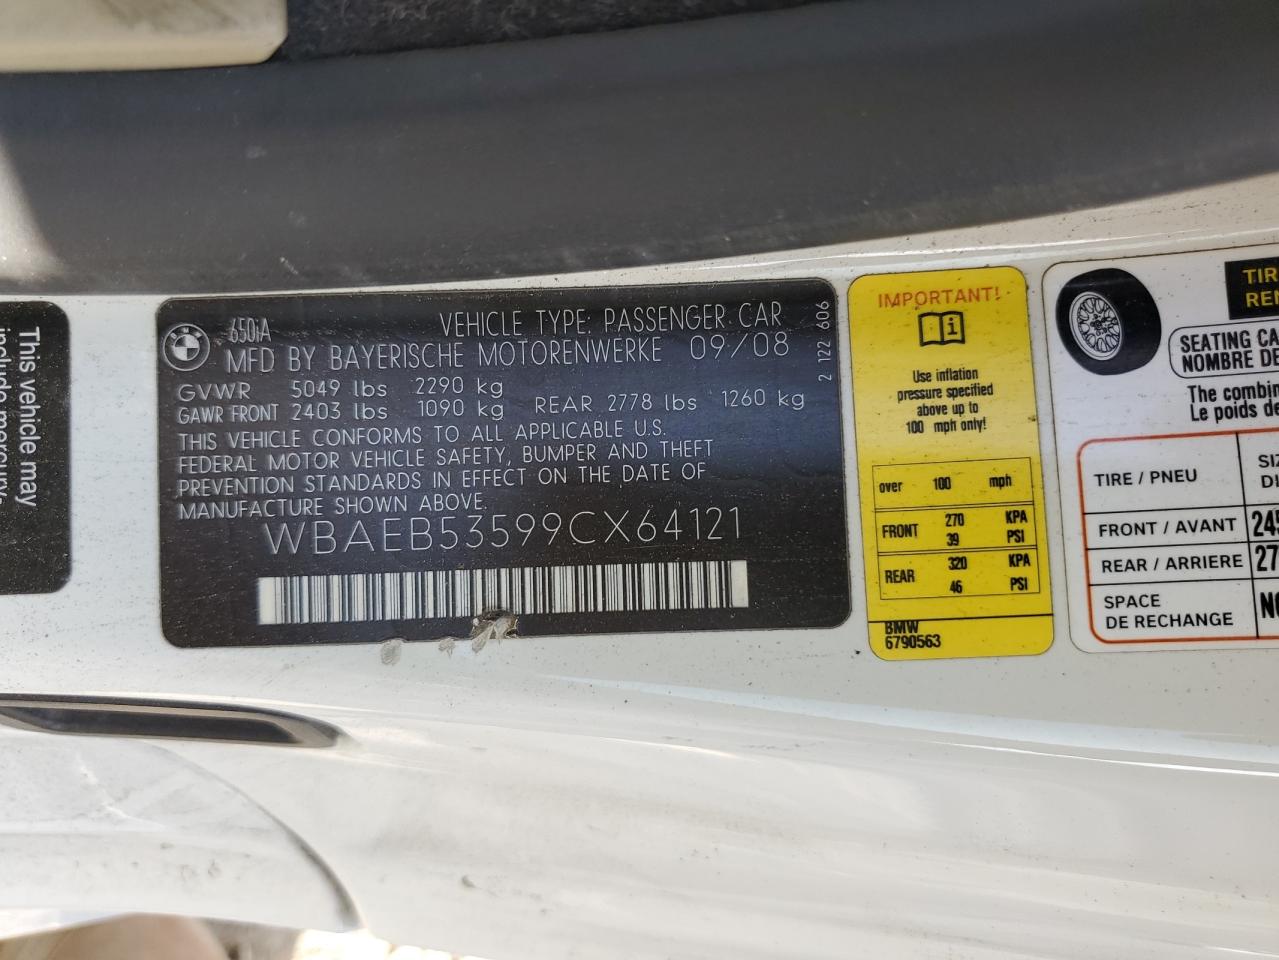 This vehicle may
650iA
VEHICLE TYPE: PASSENGER CAR
MFD BY BAYERISCHE MOTORENWERKE 09/08
GVWR 5049 lbs 2290 kg
GAWR FRONT 2403 lbs 1090 kg REAR 2778 lbs 1260 kg
THIS VEHICLE CONFORMS TO ALL APPLICABLE U.S.
FEDERAL MOTOR VEHICLE SAFETY, BUMPER AND THEFT
PREVENTION STANDARDS IN EFFECT ON THE DATE OF
MANUFACTURE SHOWN ABOVE.
WBAEB53599CX64121
2 122 606
IMPORTANT!
Use inflation
pressure specified
above up to
100 mph only!
over 100 mph
FRONT 270 KPA
39 PSI
REAR 320 KPA
46 PSI
BMW
6790563
TIR
REN
SEATING CA
NOMBRE DE
The combin
Le poids de
TIRE / PNEU
SIZ
DI
FRONT / AVANT 245
REAR / ARRIERE 27
SPACE
DE RECHANGE
NO